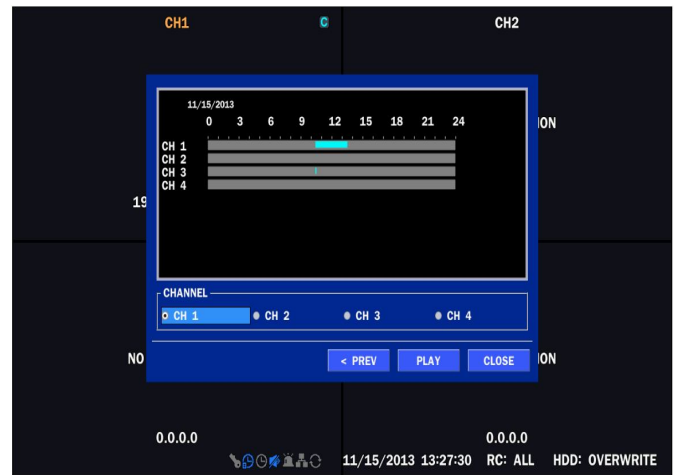 CH1
C
CH2
11/15/2013
0 3 6 9 12 15 18 21 24
ION
CH 1
CH 2
CH 3
CH 4
19
CHANNEL
CH 1 CH 2 CH 3 CH 4
NO
< PREV PLAY CLOSE
ION
0.0.0.0
0.0.0.0
11/15/2013 13:27:30 RC: ALL HDD: OVERWRITE